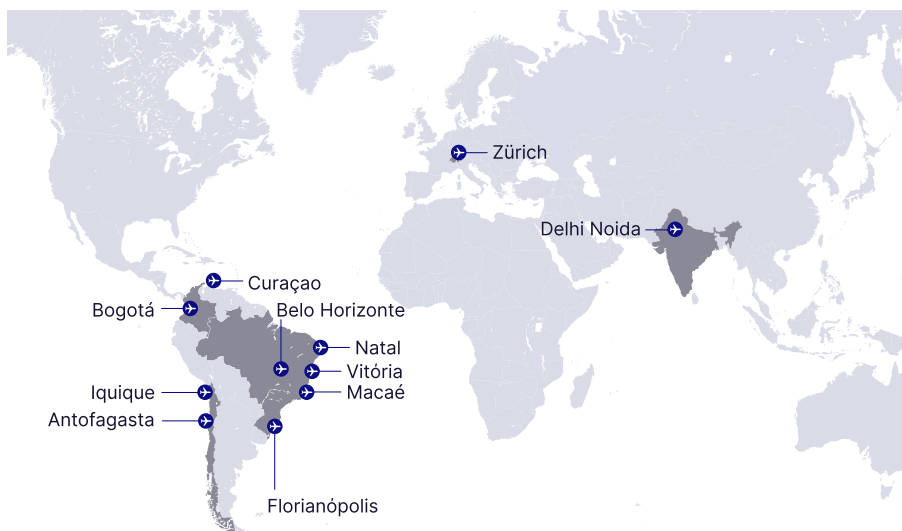 Zürich
Delhi Noida
Curaçao
Bogotá
Belo Horizonte
Natal
Vitória
Iquique
Macaé
Antofagasta
Florianópolis